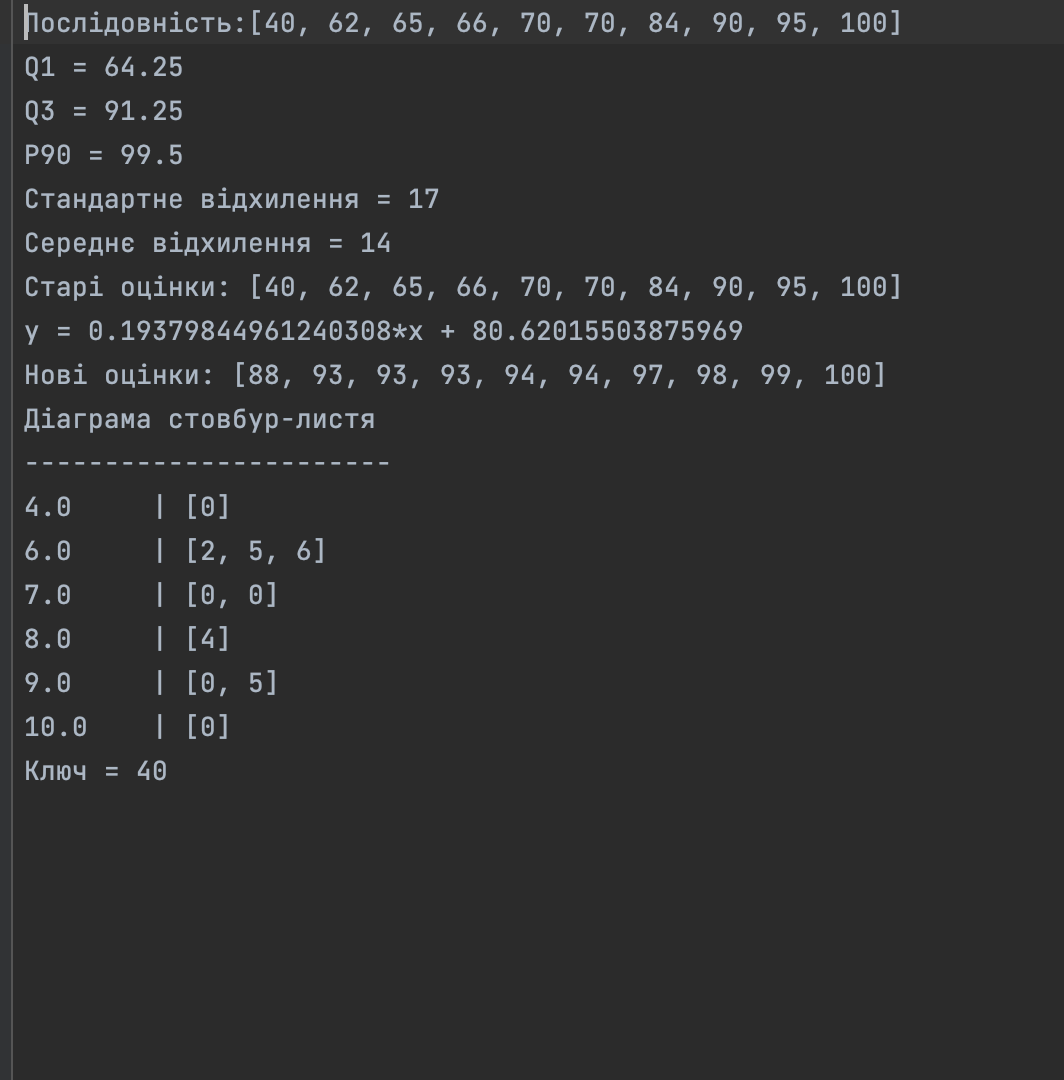 Послідовність:[40, 62, 65, 66, 70, 70, 84, 90, 95, 100]
Q1 = 64.25
Q3 = 91.25
P90 = 99.5
Стандартне відхилення = 17
Середнє відхилення = 14
Старі оцінки: [40, 62, 65, 66, 70, 70, 84, 90, 95, 100]
y = 0.19379844961240308*x + 80.62015503875969
Нові оцінки: [88, 93, 93, 93, 94, 94, 97, 98, 99, 100]
Діаграма стовбур-листя
-----------------------
4.0     | [0]
6.0     | [2, 5, 6]
7.0     | [0, 0]
8.0     | [4]
9.0     | [0, 5]
10.0    | [0]
Ключ = 40